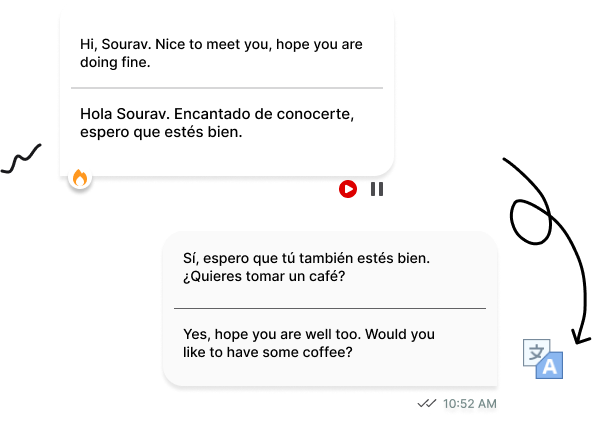 Hi, Sourav. Nice to meet you, hope you are
doing fine.
Hola Sourav. Encantado de conocerte,
espero que estés bien.
Sí, espero que tú también estés bien.
¿Quieres tomar un café?
Yes, hope you are well too. Would you
like to have some coffee?
文
A
10:52 AM